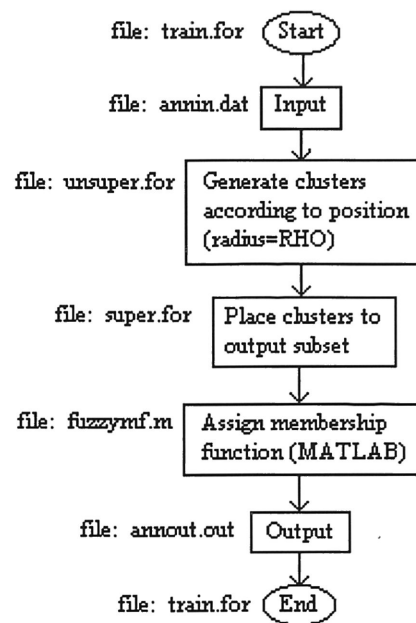 file: train.for Start
file: annin.dat Input
file: unsuper.for Generate clusters
according to position
(radius=RHO)
file: super.for Place clusters to
output subset
file: fuzzymf.m Assign membership
function (MATLAB)
file: annout.out Output
file: train.for End